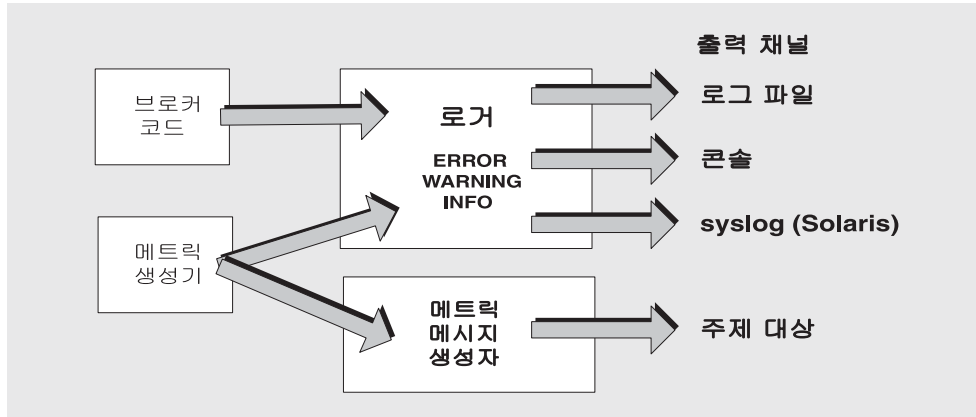 출력 채널
브로커
코드
로거
ERROR
WARNING
INFO
로그 파일
콘솔
syslog (Solaris)
메트릭
생성기
메트릭
메시지
생성자
주제 대상